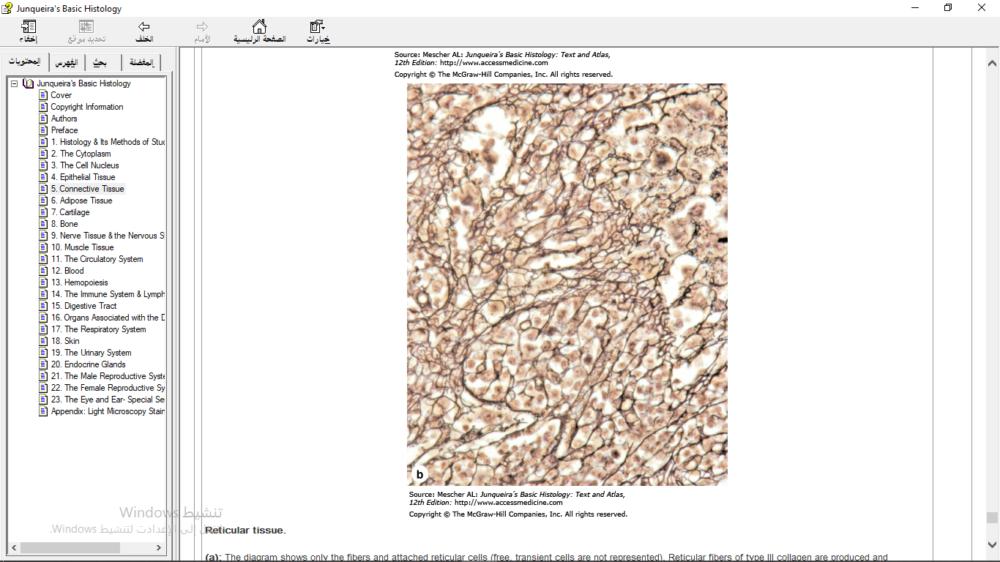 Junqueira's Basic Histology
إخفاء
تحديد موقع
الخلف
الأمام
الصفحة الرئيسية
خيارات
المحتويات
الفهرس
بحث
المفضلة
Junqueira's Basic Histology
Cover
Copyright Information
Authors
Preface
1. Histology & Its Methods of Stud
2. The Cytoplasm
3. The Cell Nucleus
4. Epithelial Tissue
5. Connective Tissue
6. Adipose Tissue
7. Cartilage
8. Bone
9. Nerve Tissue & the Nervous S
10. Muscle Tissue
11. The Circulatory System
12. Blood
13. Hemopoiesis
14. The Immune System & Lymph
15. Digestive Tract
16. Organs Associated with the D
17. The Respiratory System
18. Skin
19. The Urinary System
20. Endocrine Glands
21. The Male Reproductive Syste
22. The Female Reproductive Sy
23. The Eye and Ear- Special Se
Appendix: Light Microscopy Stain
Source: Mescher AL: Junqueira's Basic Histology: Text and Atlas,
12th Edition: http://www.accessmedicine.com
Copyright © The McGraw-Hill Companies, Inc. All rights reserved.
b
Source: Mescher AL: Junqueira's Basic Histology: Text and Atlas,
12th Edition: http://www.accessmedicine.com
Copyright © The McGraw-Hill Companies, Inc. All rights reserved.
تنشيط Windows
إلى الإعدادات لتنشيط Windows.
Reticular tissue.
(a): The diagram shows only the fibers and attached reticular cells (free, transient cells are not represented). Reticular fibers of type III collagen are produced and